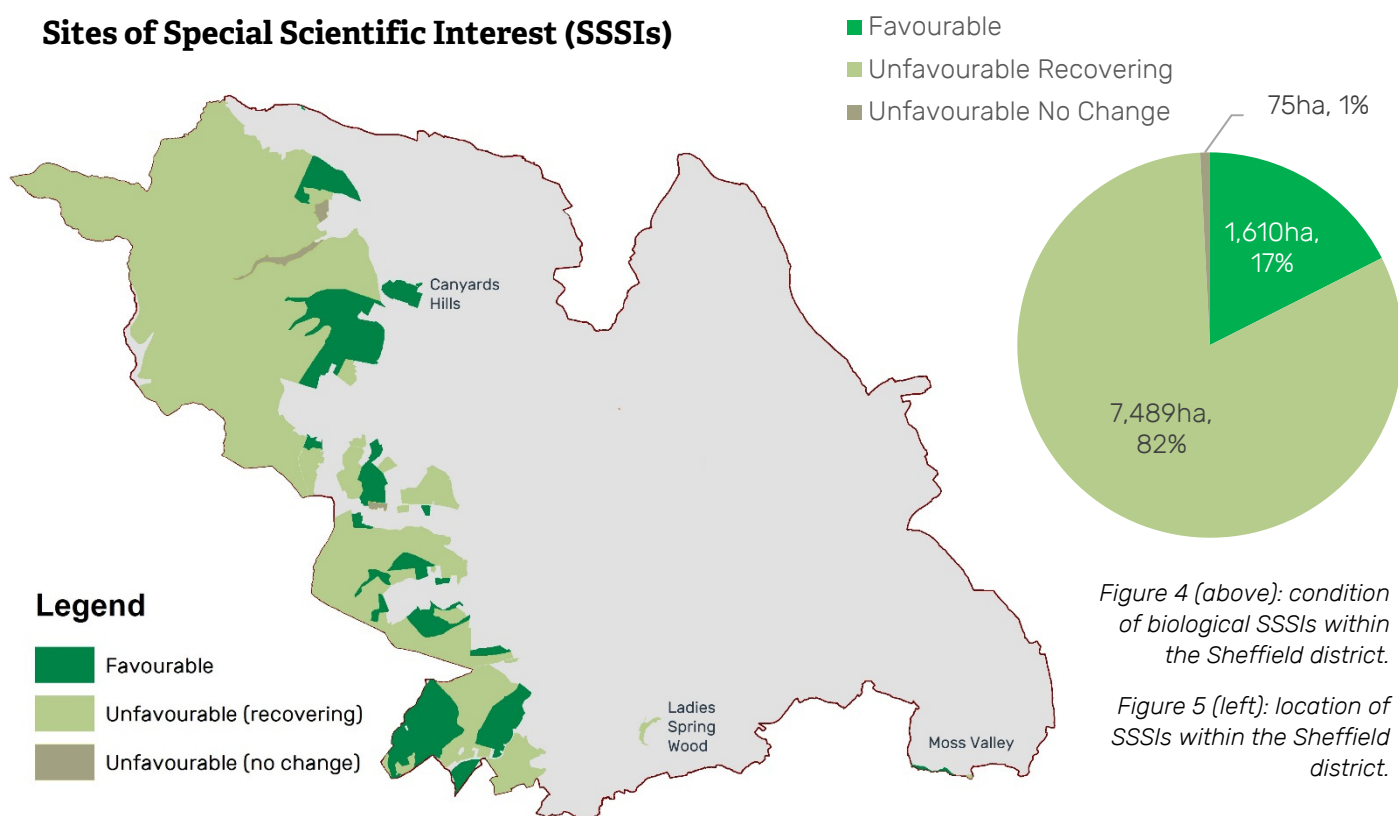 Sites of Special Scientific Interest (SSSIs)
Favourable
Unfavourable Recovering
Unfavourable No Change
75ha, 1%
1,610ha,
17%
7,489ha,
82%
Canyards
Hills
Ladies
Spring
Wood
Moss Valley
Legend
Favourable
Unfavourable (recovering)
Unfavourable (no change)
Figure 4 (above): condition
of biological SSSIs within
the Sheffield district.
Figure 5 (left): location of
SSSIs within the Sheffield
district.